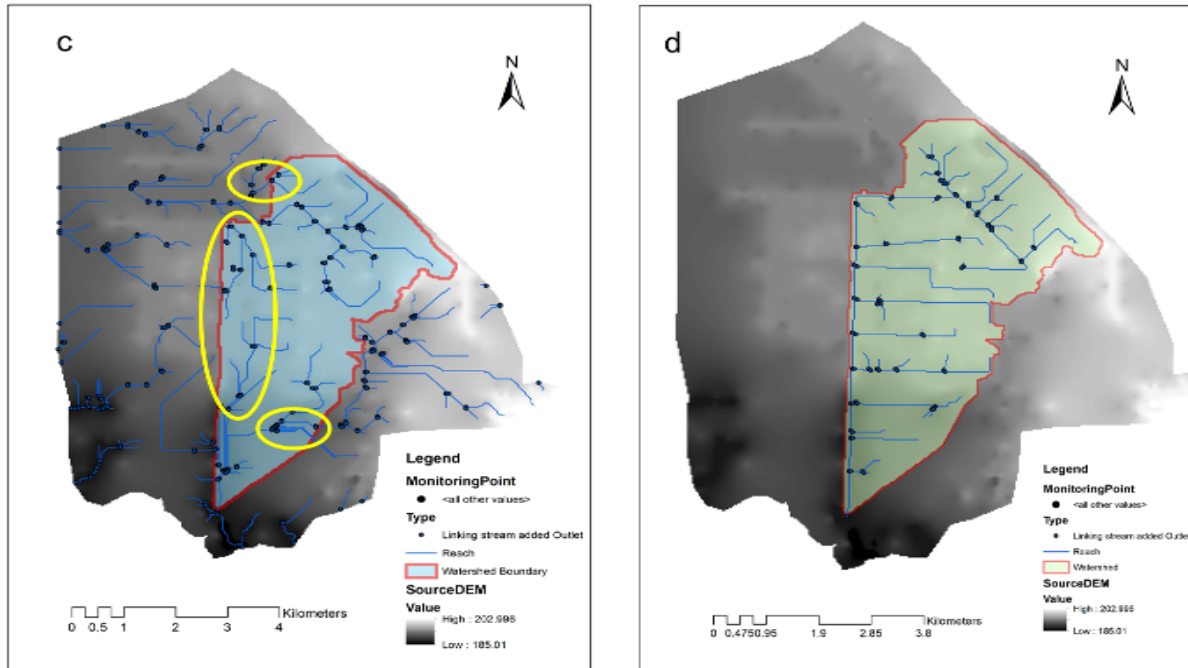 c
N
Legend
MonitoringPoint
<all other values>
Type
Linking stream added Outlet
Reach
Watershed Boundary
SourceDEM
Value
High : 202.996
Low : 185.01
Kilometers
0 0.5 1 2 3 4
d
N
Legend
MonitoringPoint
<all other values>
Type
Linking stream added Outlet
Reach
Watershed
SourceDEM
Value
High : 202.995
Low : 185.01
Kilometers
0 0.4750.95 1.9 2.85 3.8